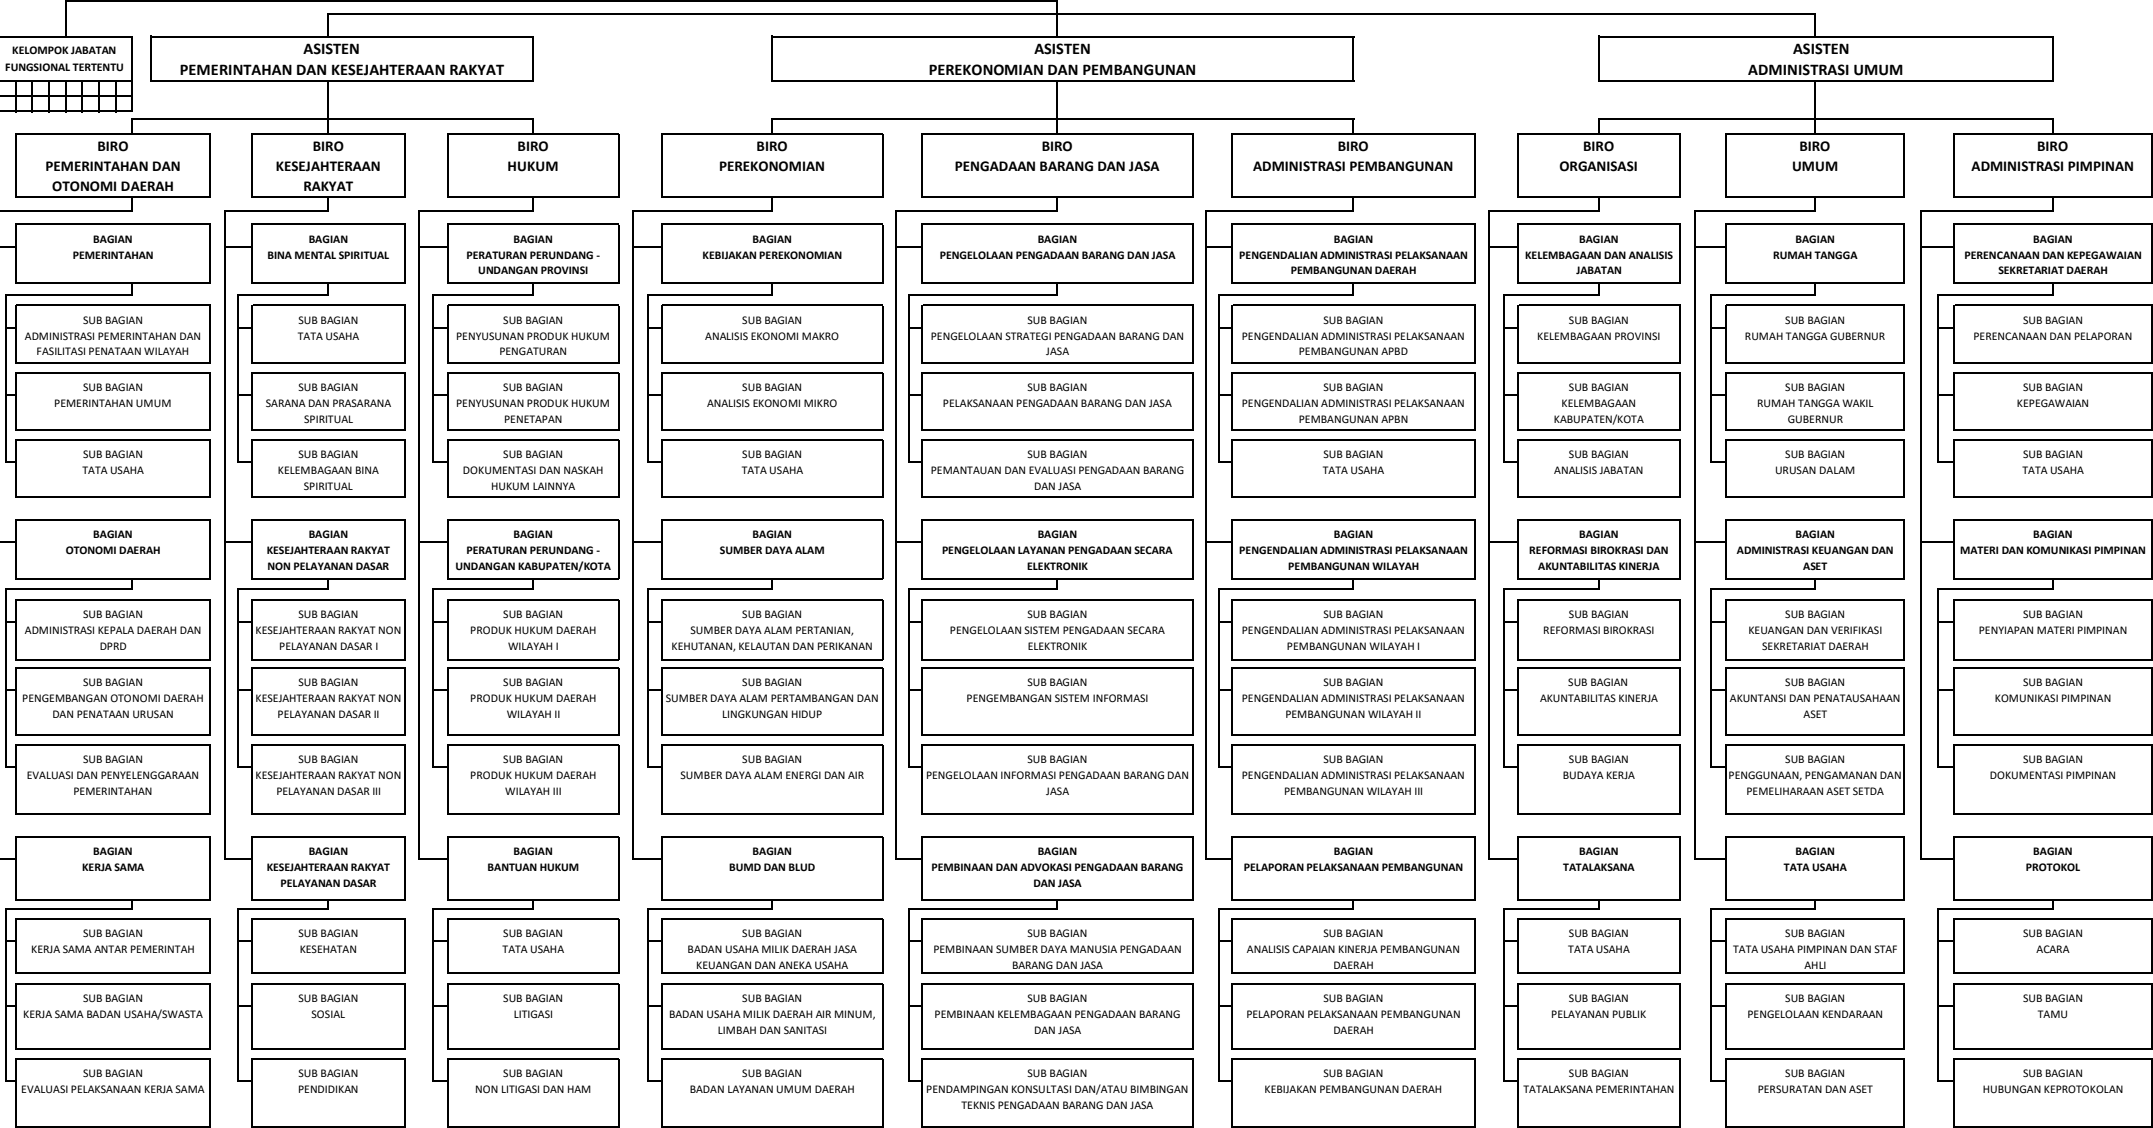 KELOMPOK JABATAN
FUNGSIONAL TERTENTU
ASISTEN
PEMERINTAHAN DAN KESEJAHTERAAN RAKYAT
ASISTEN
PEREKONOMIAN DAN PEMBANGUNAN
ASISTEN
ADMINISTRASI UMUM
BIRO
PEMERINTAHAN DAN
OTONOMI DAERAH
BAGIAN
PEMERINTAHAN
SUB BAGIAN
ADMINISTRASI PEMERINTAHAN DAN
FASILITASI PENATAAN WILAYAH
SUB BAGIAN
PEMERINTAHAN UMUM
SUB BAGIAN
TATA USAHA
BAGIAN
OTONOMI DAERAH
SUB BAGIAN
ADMINISTRASI KEPALA DAERAH DAN
DPRD
SUB BAGIAN
PENGEMBANGAN OTONOMI DAERAH
DAN PENATAAN URUSAN
SUB BAGIAN
EVALUASI DAN PENYELENGGARAAN
PEMERINTAHAN
BAGIAN
KERJA SAMA
SUB BAGIAN
KERJA SAMA ANTAR PEMERINTAH
SUB BAGIAN
KERJA SAMA BADAN USAHA/SWASTA
SUB BAGIAN
EVALUASI PELAKSANAAN KERJA SAMA
BIRO
KESEJAHTERAAN
RAKYAT
BAGIAN
BINA MENTAL SPIRITUAL
SUB BAGIAN
TATA USAHA
SUB BAGIAN
SARANA DAN PRASARANA
SPIRITUAL
SUB BAGIAN
KELEMBAGAAN BINA
SPIRITUAL
BAGIAN
KESEJAHTERAAN RAKYAT
NON PELAYANAN DASAR
SUB BAGIAN
KESEJAHTERAAN RAKYAT NON
PELAYANAN DASAR I
SUB BAGIAN
KESEJAHTERAAN RAKYAT NON
PELAYANAN DASAR II
SUB BAGIAN
KESEJAHTERAAN RAKYAT NON
PELAYANAN DASAR III
BAGIAN
KESEJAHTERAAN RAKYAT
PELAYANAN DASAR
SUB BAGIAN
KESEHATAN
SUB BAGIAN
SOSIAL
SUB BAGIAN
PENDIDIKAN
BIRO
HUKUM
BAGIAN
PERATURAN PERUNDANG -
UNDANGAN PROVINSI
SUB BAGIAN
PENYUSUNAN PRODUK HUKUM
PENGATURAN
SUB BAGIAN
PENYUSUNAN PRODUK HUKUM
PENETAPAN
SUB BAGIAN
DOKUMENTASI DAN NASKAH
HUKUM LAINNYA
BAGIAN
PERATURAN PERUNDANG -
UNDANGAN KABUPATEN/KOTA
SUB BAGIAN
PRODUK HUKUM DAERAH
WILAYAH I
SUB BAGIAN
PRODUK HUKUM DAERAH
WILAYAH II
SUB BAGIAN
PRODUK HUKUM DAERAH
WILAYAH III
BAGIAN
BANTUAN HUKUM
SUB BAGIAN
TATA USAHA
SUB BAGIAN
LITIGASI
SUB BAGIAN
NON LITIGASI DAN HAM
BIRO
PEREKONOMIAN
BAGIAN
KEBIJAKAN PEREKONOMIAN
SUB BAGIAN
ANALISIS EKONOMI MAKRO
SUB BAGIAN
ANALISIS EKONOMI MIKRO
SUB BAGIAN
TATA USAHA
BAGIAN
SUMBER DAYA ALAM
SUB BAGIAN
SUMBER DAYA ALAM PERTANIAN,
KEHUTANAN, KELAUTAN DAN PERIKANAN
SUB BAGIAN
SUMBER DAYA ALAM PERTAMBANGAN DAN
LINGKUNGAN HIDUP
SUB BAGIAN
SUMBER DAYA ALAM ENERGI DAN AIR
BAGIAN
BUMD DAN BLUD
SUB BAGIAN
BADAN USAHA MILIK DAERAH JASA
KEUANGAN DAN ANEKA USAHA
SUB BAGIAN
BADAN USAHA MILIK DAERAH AIR MINUM,
LIMBAH DAN SANITASI
SUB BAGIAN
BADAN LAYANAN UMUM DAERAH
BIRO
PENGADAAN BARANG DAN JASA
BAGIAN
PENGELOLAAN PENGADAAN BARANG DAN JASA
SUB BAGIAN
PENGELOLAAN STRATEGI PENGADAAN BARANG DAN
JASA
SUB BAGIAN
PELAKSANAAN PENGADAAN BARANG DAN JASA
SUB BAGIAN
PEMANTAUAN DAN EVALUASI PENGADAAN BARANG
DAN JASA
BAGIAN
PENGELOLAAN LAYANAN PENGADAAN SECARA
ELEKTRONIK
SUB BAGIAN
PENGELOLAAN SISTEM PENGADAAN SECARA
ELEKTRONIK
SUB BAGIAN
PENGEMBANGAN SISTEM INFORMASI
SUB BAGIAN
PENGELOLAAN INFORMASI PENGADAAN BARANG DAN
JASA
BAGIAN
PEMBINAAN DAN ADVOKASI PENGADAAN BARANG
DAN JASA
SUB BAGIAN
PEMBINAAN SUMBER DAYA MANUSIA PENGADAAN
BARANG DAN JASA
SUB BAGIAN
PEMBINAAN KELEMBAGAAN PENGADAAN BARANG
DAN JASA
SUB BAGIAN
PENDAMPINGAN KONSULTASI DAN/ATAU BIMBINGAN
TEKNIS PENGADAAN BARANG DAN JASA
BIRO
ADMINISTRASI PEMBANGUNAN
BAGIAN
PENGENDALIAN ADMINISTRASI PELAKSANAAN
PEMBANGUNAN DAERAH
SUB BAGIAN
PENGENDALIAN ADMINISTRASI PELAKSANAAN
PEMBANGUNAN APBD
SUB BAGIAN
PENGENDALIAN ADMINISTRASI PELAKSANAAN
PEMBANGUNAN APBN
SUB BAGIAN
TATA USAHA
BAGIAN
PENGENDALIAN ADMINISTRASI PELAKSANAAN
PEMBANGUNAN WILAYAH
SUB BAGIAN
PENGENDALIAN ADMINISTRASI PELAKSANAAN
PEMBANGUNAN WILAYAH I
SUB BAGIAN
PENGENDALIAN ADMINISTRASI PELAKSANAAN
PEMBANGUNAN WILAYAH II
SUB BAGIAN
PENGENDALIAN ADMINISTRASI PELAKSANAAN
PEMBANGUNAN WILAYAH III
BAGIAN
PELAPORAN PELAKSANAAN PEMBANGUNAN
SUB BAGIAN
ANALISIS CAPAIAN KINERJA PEMBANGUNAN
DAERAH
SUB BAGIAN
PELAPORAN PELAKSANAAN PEMBANGUNAN
DAERAH
SUB BAGIAN
KEBIJAKAN PEMBANGUNAN DAERAH
BIRO
ORGANISASI
BAGIAN
KELEMBAGAAN DAN ANALISIS
JABATAN
SUB BAGIAN
KELEMBAGAAN PROVINSI
SUB BAGIAN
KELEMBAGAAN
KABUPATEN/KOTA
SUB BAGIAN
ANALISIS JABATAN
BAGIAN
REFORMASI BIROKRASI DAN
AKUNTABILITAS KINERJA
SUB BAGIAN
REFORMASI BIROKRASI
SUB BAGIAN
AKUNTABILITAS KINERJA
SUB BAGIAN
BUDAYA KERJA
BAGIAN
TATALAKSANA
SUB BAGIAN
TATA USAHA
SUB BAGIAN
PELAYANAN PUBLIK
SUB BAGIAN
TATALAKSANA PEMERINTAHAN
BIRO
UMUM
BAGIAN
RUMAH TANGGA
SUB BAGIAN
RUMAH TANGGA GUBERNUR
SUB BAGIAN
RUMAH TANGGA WAKIL
GUBERNUR
SUB BAGIAN
URUSAN DALAM
BAGIAN
ADMINISTRASI KEUANGAN DAN
ASET
SUB BAGIAN
KEUANGAN DAN VERIFIKASI
SEKRETARIAT DAERAH
SUB BAGIAN
AKUNTANSI DAN PENATAUSAHAAN
ASET
SUB BAGIAN
PENGGUNAAN, PENGAMANAN DAN
PEMELIHARAAN ASET SETDA
BAGIAN
TATA USAHA
SUB BAGIAN
TATA USAHA PIMPINAN DAN STAF
AHLI
SUB BAGIAN
PENGELOLAAN KENDARAAN
SUB BAGIAN
PERSURATAN DAN ASET
BIRO
ADMINISTRASI PIMPINAN
BAGIAN
PERENCANAAN DAN KEPEGAWAIAN
SEKRETARIAT DAERAH
SUB BAGIAN
PERENCANAAN DAN PELAPORAN
SUB BAGIAN
KEPEGAWAIAN
SUB BAGIAN
TATA USAHA
BAGIAN
MATERI DAN KOMUNIKASI PIMPINAN
SUB BAGIAN
PENYIAPAN MATERI PIMPINAN
SUB BAGIAN
KOMUNIKASI PIMPINAN
SUB BAGIAN
DOKUMENTASI PIMPINAN
BAGIAN
PROTOKOL
SUB BAGIAN
ACARA
SUB BAGIAN
TAMU
SUB BAGIAN
HUBUNGAN KEPROTOKOLAN